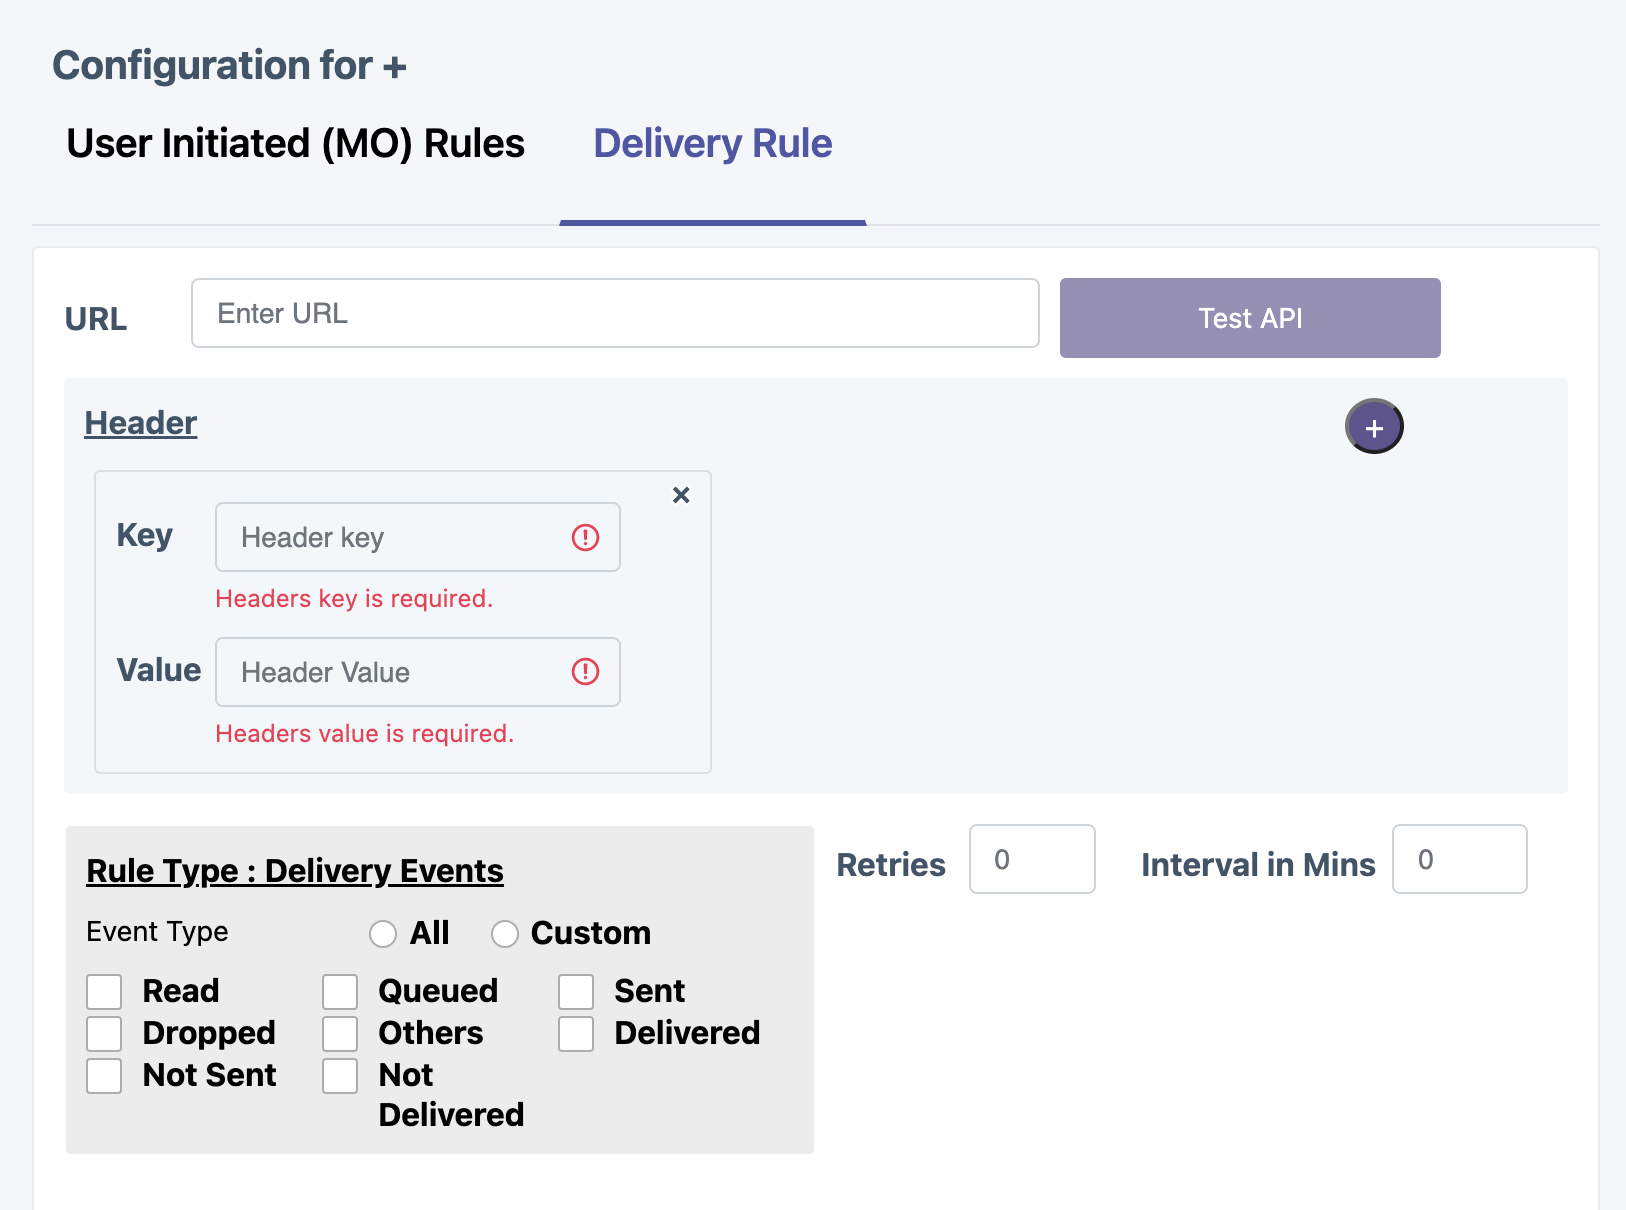 Configuration for +
User Initiated (MO) Rules Delivery Rule
URL Enter URL Test API
Header +
Key Header key
Headers key is required.
Value Header Value
Headers value is required.
Rule Type : Delivery Events
Retries 0 Interval in Mins 0
Event Type All Custom
Read Queued Sent
Dropped Others Delivered
Not Sent Not
Delivered